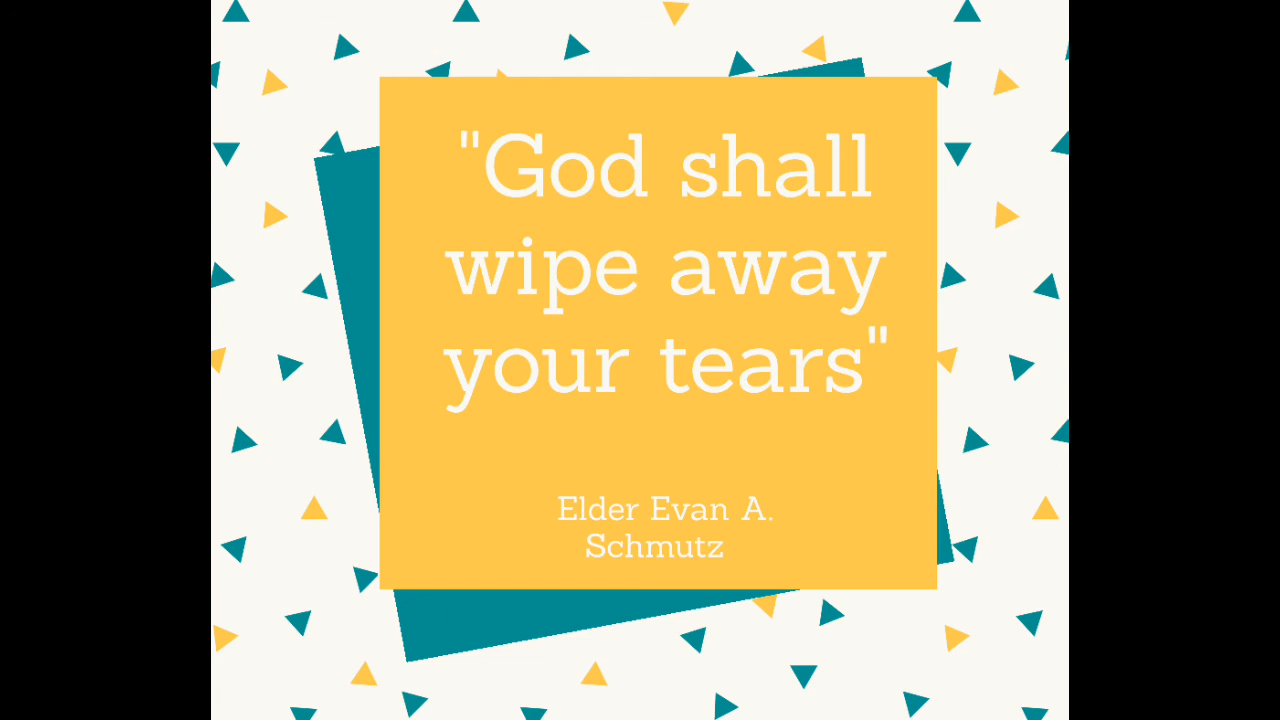 "God shall
wipe away
your tears"
Elder Evan A.
Schmutz